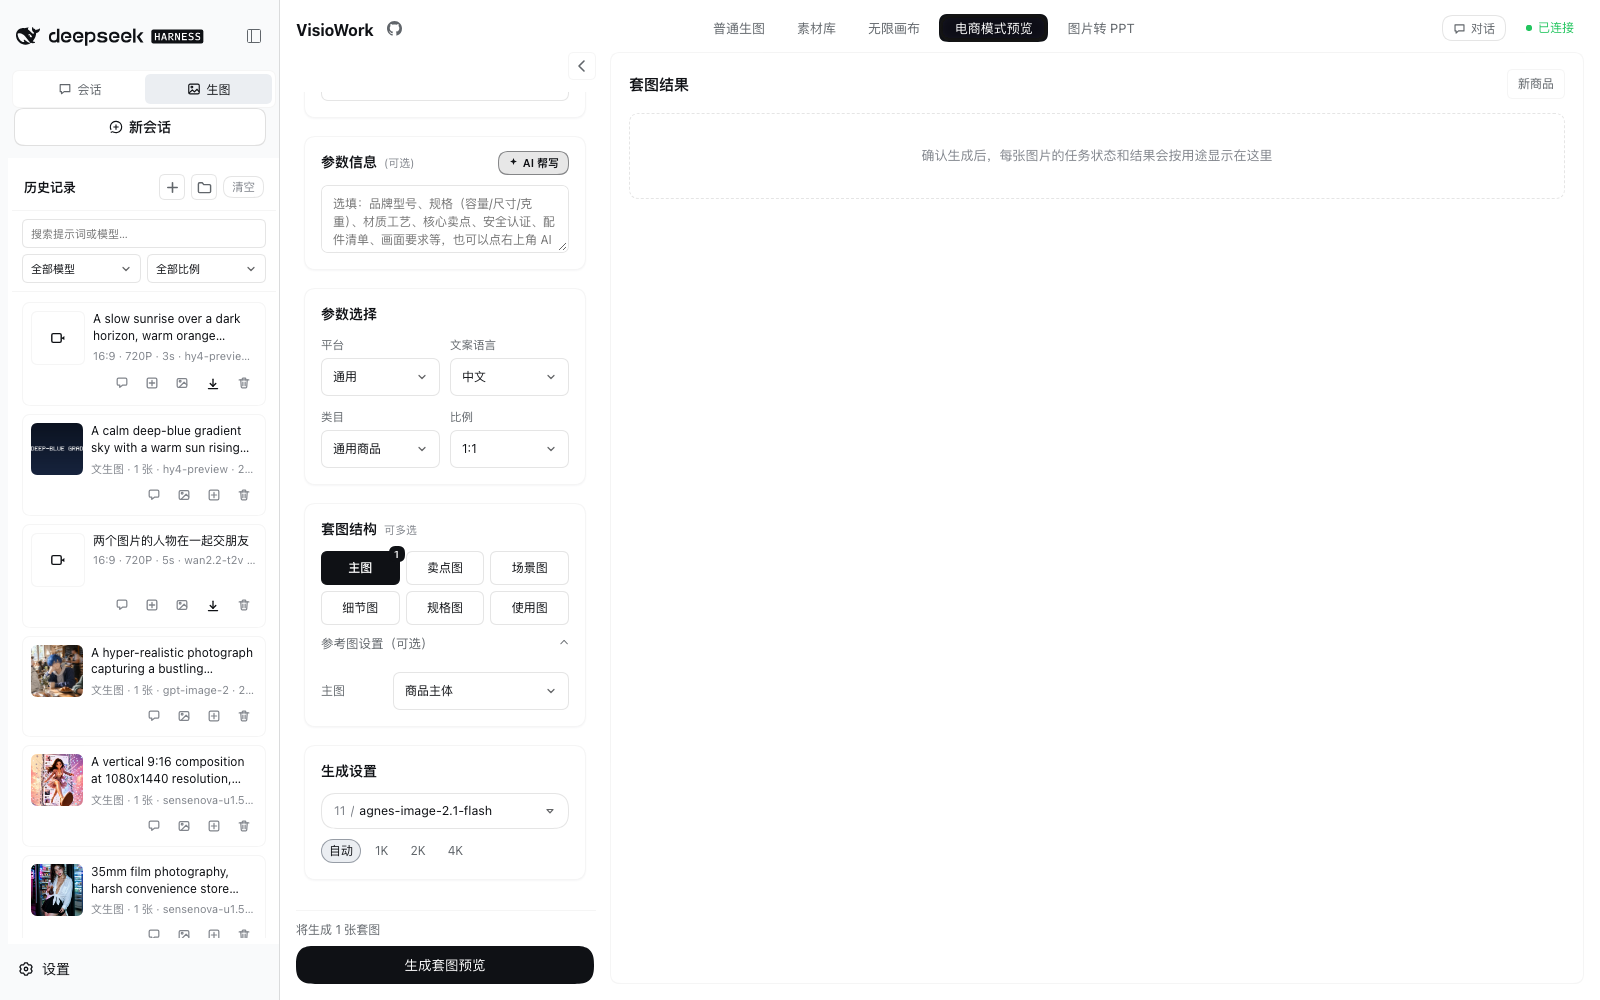 deepseek HARNESS
会话
生图
新会话
历史记录
清空
搜索提示词或模型...
全部模型
全部比例
A slow sunrise over a dark
horizon, warm orange...
16:9 · 720P · 3s · hy4-previe...
A calm deep-blue gradient
sky with a warm sun rising...
文生图 · 1 张 · hy4-preview · 2...
DEEP-BLUE GRAD
两个图片的人物在一起交朋友
16:9 · 720P · 5s · wan2.2-t2v ...
A hyper-realistic photograph
capturing a bustling...
文生图 · 1 张 · gpt-image-2 · 2...
A vertical 9:16 composition
at 1080x1440 resolution,...
文生图 · 1 张 · sensenova-u1.5...
35mm film photography,
harsh convenience store...
文生图 · 1 张 · sensenova-u1.5...
设置
VisioWork
普通生图
素材库
无限画布
电商模式预览
图片转 PPT
对话
已连接
参数信息 (可选)
AI 帮写
选填：品牌型号、规格（容量/尺寸/克
重）、材质工艺、核心卖点、安全认证、配
件清单、画面要求等，也可以点右上角 AI
参数选择
平台
文案语言
通用
中文
类目
比例
通用商品
1:1
套图结构 可多选
主图
1
卖点图
场景图
细节图
规格图
使用图
参考图设置（可选）
主图
商品主体
生成设置
11 / agnes-image-2.1-flash
自动
1K
2K
4K
将生成 1 张套图
生成套图预览
套图结果
新商品
确认生成后，每张图片的任务状态和结果会按用途显示在这里